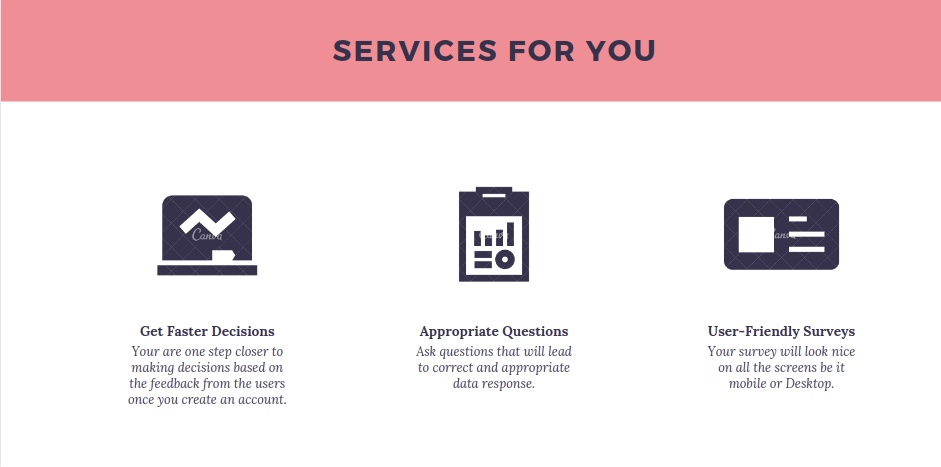 SERVICES FOR YOU
Canva
Canva
Canva
Get Faster Decisions
Your are one step closer to
making decisions based on
the feedback from the users
once you create an account.
Appropriate Questions
Ask questions that will lead
to correct and appropriate
data response.
User-Friendly Surveys
Your survey will look nice
on all the screens be it
mobile or Desktop.